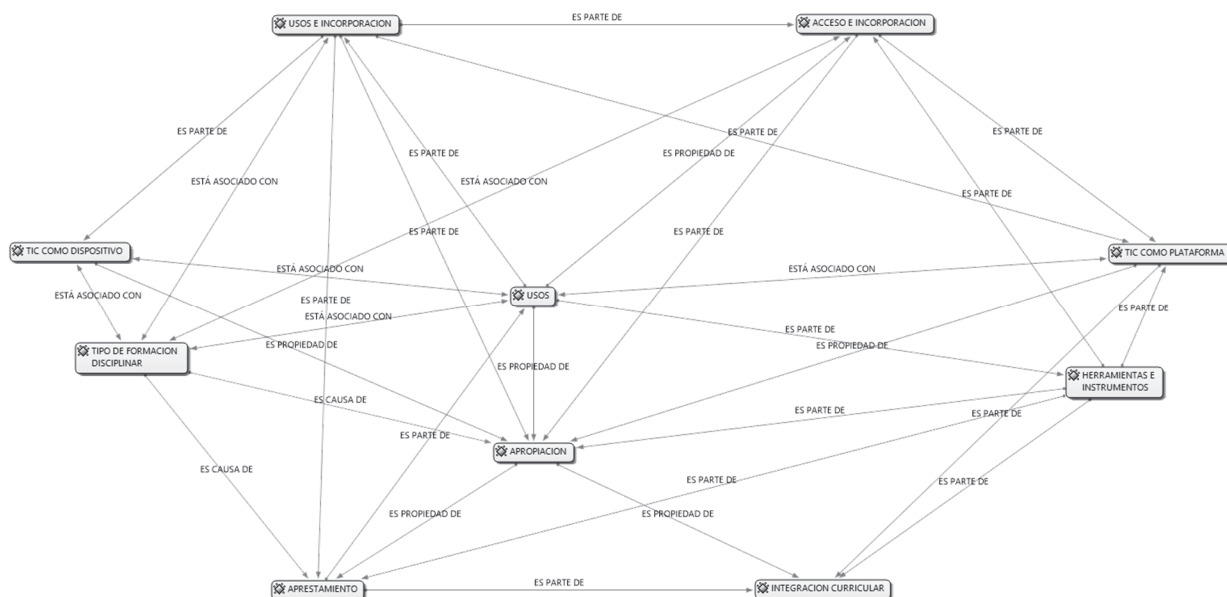 ES PARTE DE
USOS E INCORPORACION
ACCESO E INCORPORACION
ES PARTE DE
ES PARTE DE
ES PARTE DE
ES PARTE DE
ES PROPIEDAD DE
ESTÁ ASOCIADO CON
ESTÁ ASOCIADO CON
ES PARTE DE
ES PARTE DE
ES PARTE DE
TIC COMO DISPOSITIVO
TIC COMO PLATAFORMA
ESTÁ ASOCIADO CON
ESTÁ ASOCIADO CON
ESTÁ ASOCIADO CON
USOS
ES PARTE DE
ES PARTE DE
ESTÁ ASOCIADO CON
ES PARTE DE
ES PROPIEDAD DE
TIPO DE FORMACION
DISCIPLINAR
ES PROPIEDAD DE
ES PROPIEDAD DE
HERRAMIENTAS E
INSTRUMENTOS
ES CAUSA DE
ES PARTE DE
ES PARTE DE
ES PARTE DE
APROPIACION
ES CAUSA DE
ES PARTE DE
ES PARTE DE
ES PROPIEDAD DE
ES PROPIEDAD DE
ES PARTE DE
APRESTAMIENTO
INTEGRACION CURRICULAR